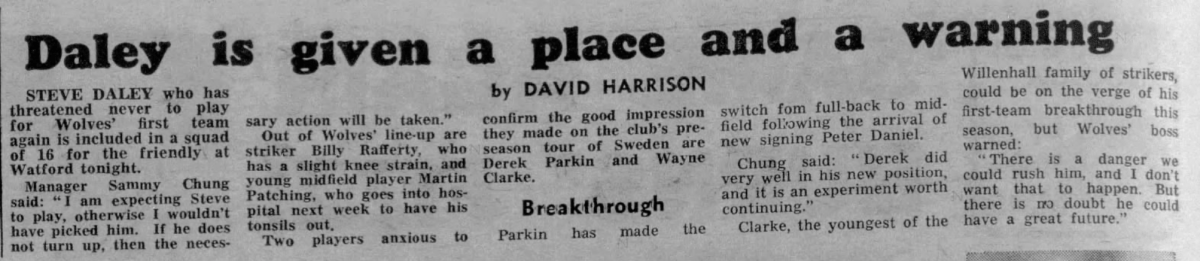 Daley is given a place and a warning
by DAVID HARRISON
STEVE DALEY who has
threatened never to play
for Wolves' first team
again is included in a squad
of 16 for the friendly at
Watford tonight.
Manager Sammy Chung
said: "I am expecting Steve
to play, otherwise I wouldn't
have picked him. If he does
not turn up, then the neces-
sary action will be taken."
Out of Wolves' line-up are
striker Billy Rafferty, who
has a slight knee strain, and
young midfield player Martin
Patching, who goes into hos-
pital next week to have his
tonsils out.
Two players anxious to
confirm the good impression
they made on the club's pre-
season tour of Sweden are
Derek Parkin and Wayne
Clarke.
Breakthrough
Parkin has made the
switch fom full-back to mid-
field following the arrival of
new signing Peter Daniel.
Chung said: "Derek did
very well in his new position,
and it is an experiment worth
continuing."
Clarke, the youngest of the
Willenhall family of strikers,
could be on the verge of his
first-team breakthrough this
season, but Wolves' boss
warned:
"There is a danger we
could rush him, and I don't
want that to happen. But
there is no doubt he could
have a great future."